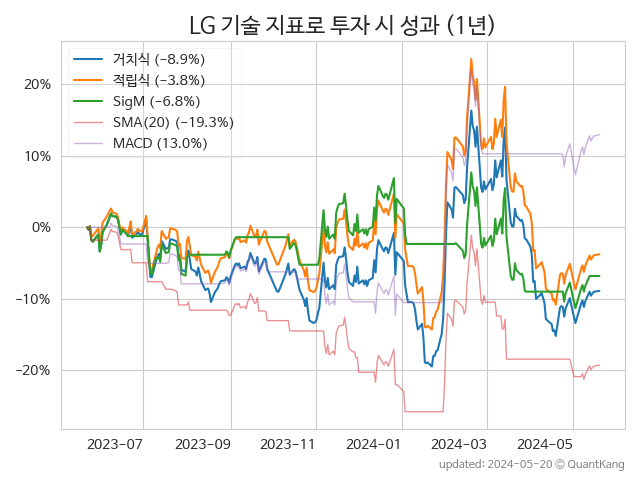 LG 기술 지표로 투자 시 성과 (1년)
거치식 (−8.9%)
적립식 (−3.8%)
SigM (−6.8%)
SMA(20) (−19.3%)
MACD (13.0%)
20%
10%
0%
−10%
−20%
2023-07 2023-09 2023-11 2024-01 2024-03 2024-05
updated: 2024-05-20 © QuantKang